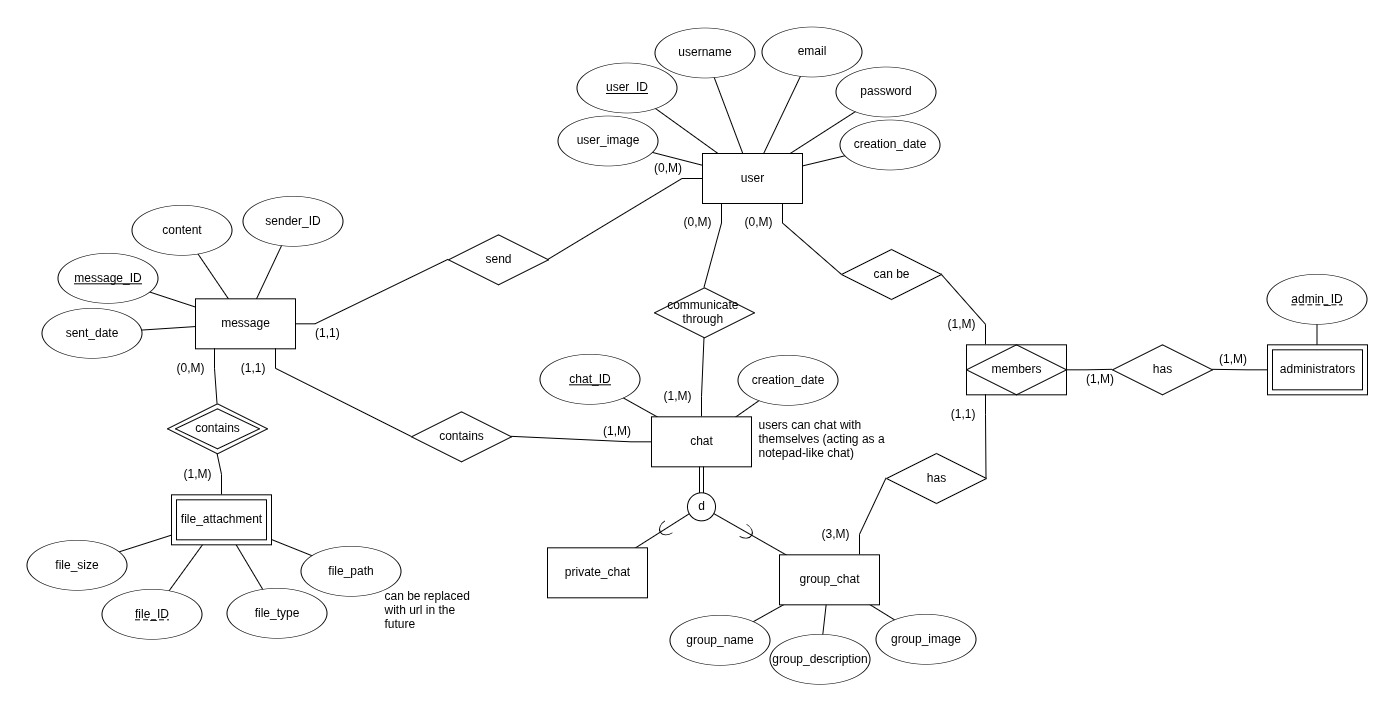 username
email
user_ID
password
user_image
creation_date
(0,M)
user
(0,M)
(0,M)
content
sender_ID
send
can be
message_ID
admin_ID
sent_date
message
(1,1)
communicate
through
(1,M)
(0,M)
(1,1)
chat_ID
creation_date
members
(1,M)
has
(1,M)
administrators
(1,M)
contains
contains
(1,M)
chat
users can chat with
themselves (acting as a
notepad-like chat)
(1,1)
(1,M)
has
file_attachment
d
(3,M)
file_size
file_path
private_chat
group_chat
file_ID
file_type
can be replaced
with url in the
future
group_name
group_description
group_image